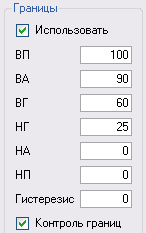 Границы
Использовать
ВП 100
ВА 90
ВГ 60
НГ 25
НА 0
НП 0
Гистерезис 0
Контроль границ